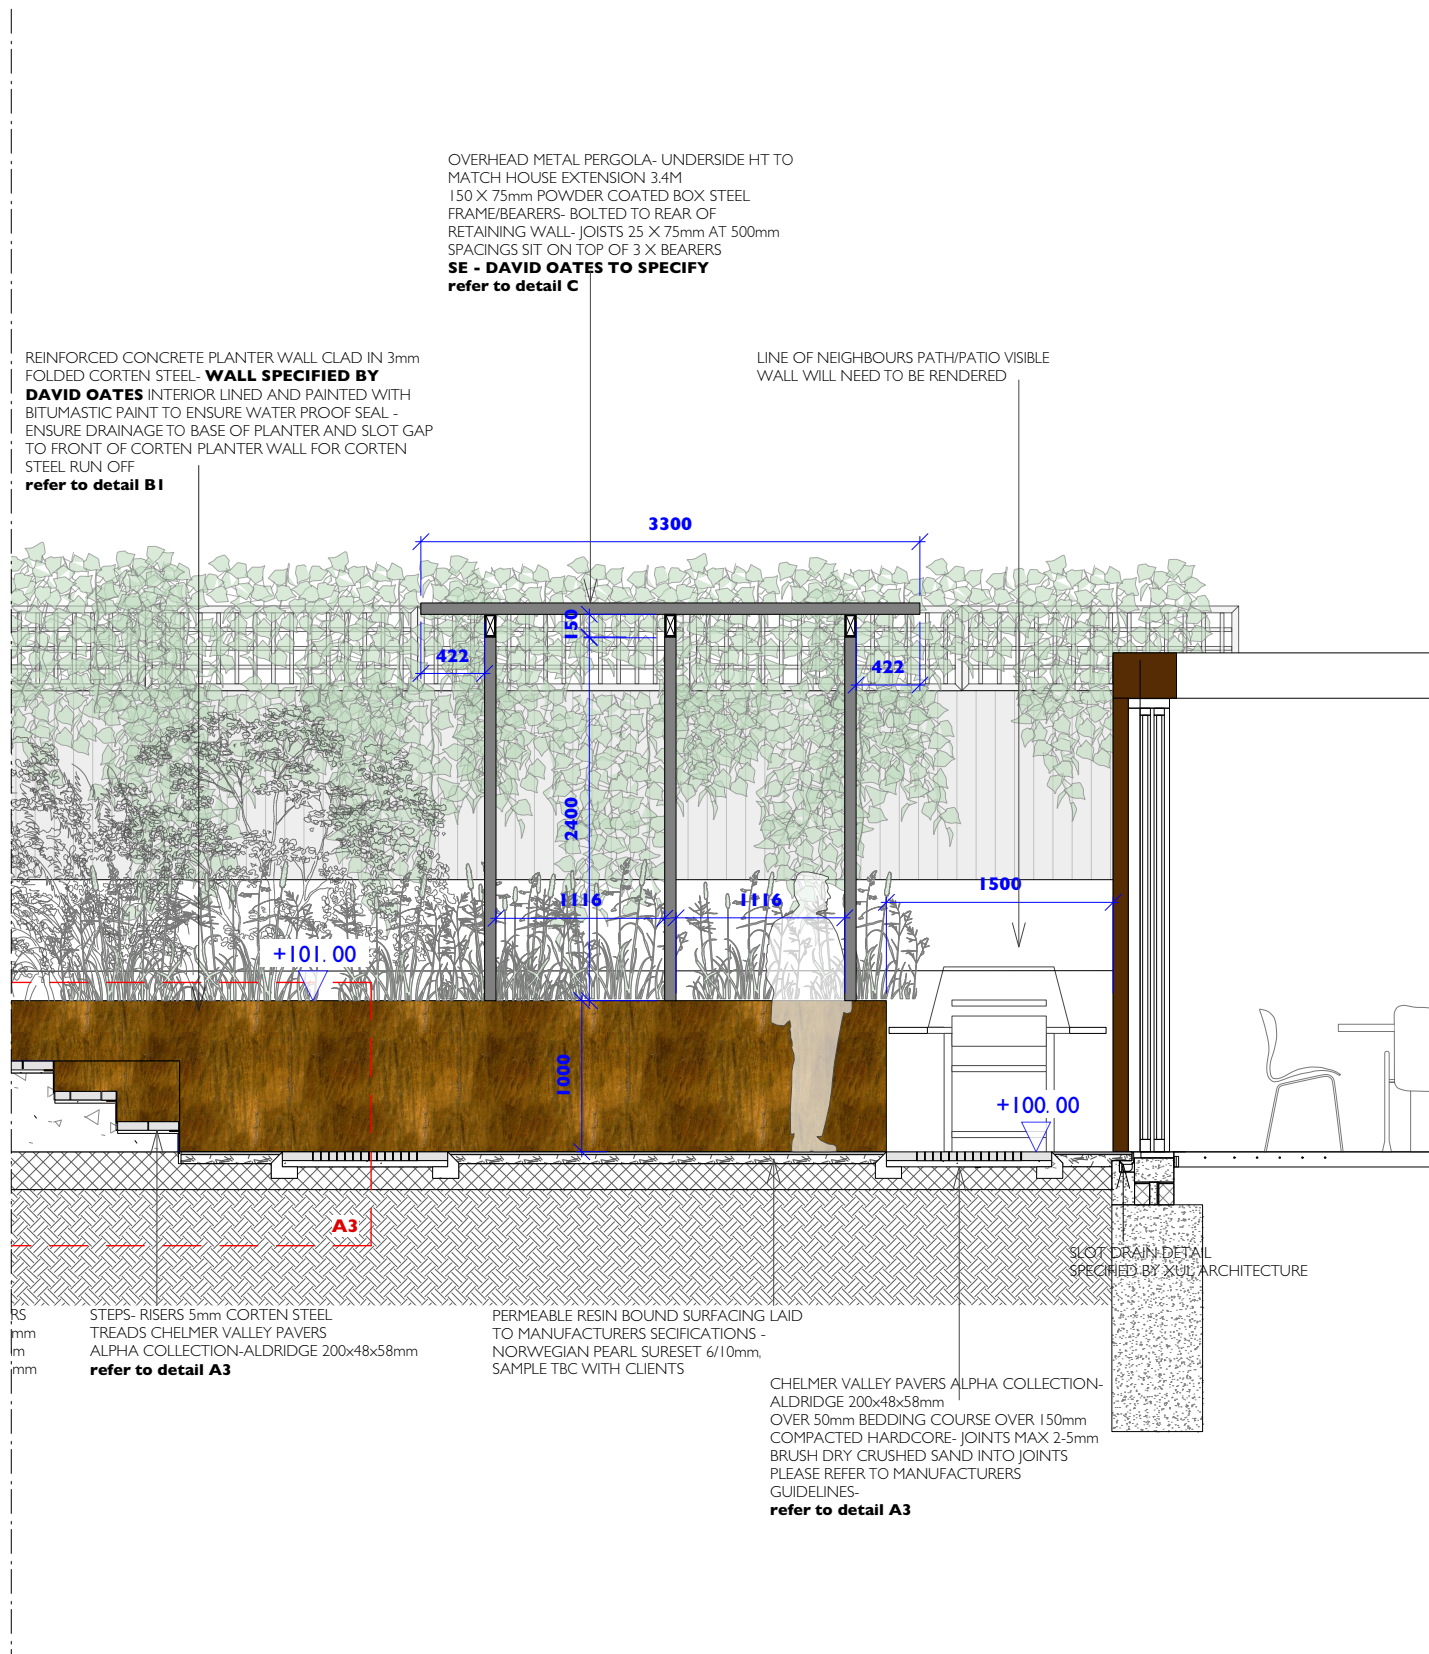 OVERHEAD METAL PERGOLA- UNDERSIDE HT TO
MATCH HOUSE EXTENSION 3.4M
150 X 75mm POWDER COATED BOX STEEL
FRAME/BEARERS- BOLTED TO REAR OF
RETAINING WALL- JOISTS 25 X 75mm AT 500mm
SPACINGS SIT ON TOP OF 3 X BEARERS
SE - DAVID OATES TO SPECIFY
refer to detail C
REINFORCED CONCRETE PLANTER WALL CLAD IN 3mm
FOLDED CORTEN STEEL- WALL SPECIFIED BY
DAVID OATES INTERIOR LINED AND PAINTED WITH
BITUMASTIC PAINT TO ENSURE WATER PROOF SEAL -
ENSURE DRAINAGE TO BASE OF PLANTER AND SLOT GAP
TO FRONT OF CORTEN PLANTER WALL FOR CORTEN
STEEL RUN OFF
refer to detail B1
LINE OF NEIGHBOURS PATH/PATIO VISIBLE
WALL WILL NEED TO BE RENDERED
3300
150
422
422
2400
1500
1116
1116
+101.00
1000
+100.00
A3
SLOT DRAIN DETAIL
SPECIFIED BY XUL ARCHITECTURE
RS
mm
m
mm
STEPS- RISERS 5mm CORTEN STEEL
TREADS CHELMER VALLEY PAVERS
ALPHA COLLECTION-ALDRIDGE 200x48x58mm
refer to detail A3
PERMEABLE RESIN BOUND SURFACING LAID
TO MANUFACTURERS SECIFICATIONS -
NORWEGIAN PEARL SURESET 6/10mm,
SAMPLE TBC WITH CLIENTS
CHELMER VALLEY PAVERS ALPHA COLLECTION-
ALDRIDGE 200x48x58mm
OVER 50mm BEDDING COURSE OVER 150mm
COMPACTED HARDCORE- JOINTS MAX 2-5mm
BRUSH DRY CRUSHED SAND INTO JOINTS
PLEASE REFER TO MANUFACTURERS
GUIDELINES-
refer to detail A3